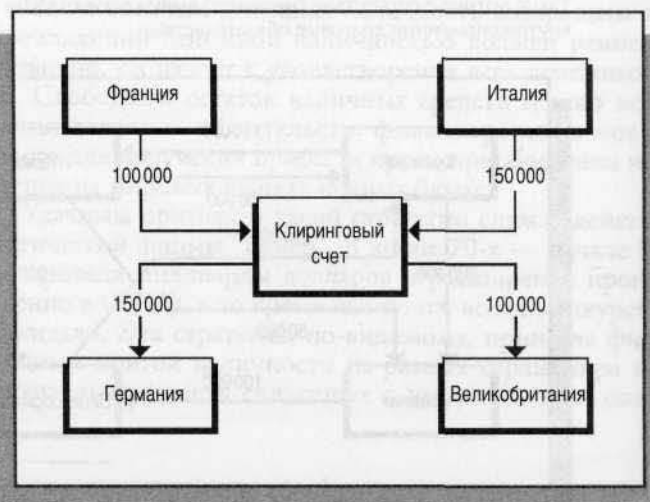 Франция
Италия
100 000
150 000
Клиринговый
счет
150 000
100 000
Германия
Великобритания